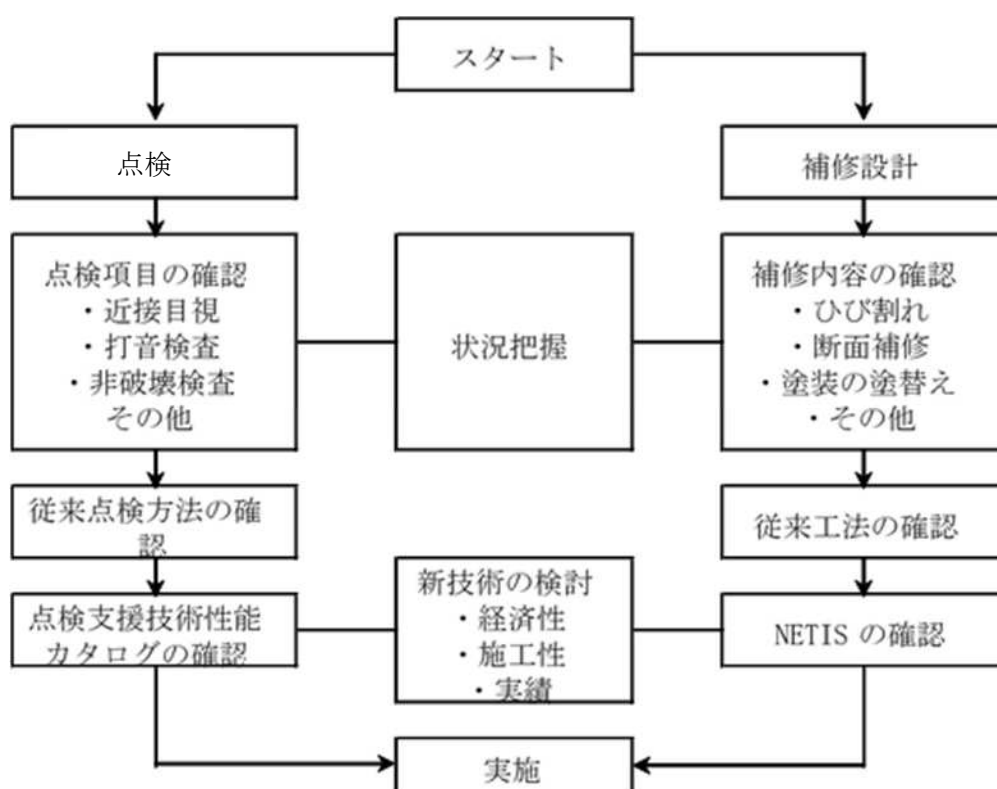 スタート
点検
補修設計
点検項目の確認
・近接目視
・打音検査
・非破壊検査
その他
状況把握
補修内容の確認
・ひび割れ
・断面補修
・塗装の塗替え
・その他
従来点検方法の確
認
従来工法の確認
点検支援技術性能
カタログの確認
新技術の検討
・経済性
・施工性
・実績
NETIS の確認
実施